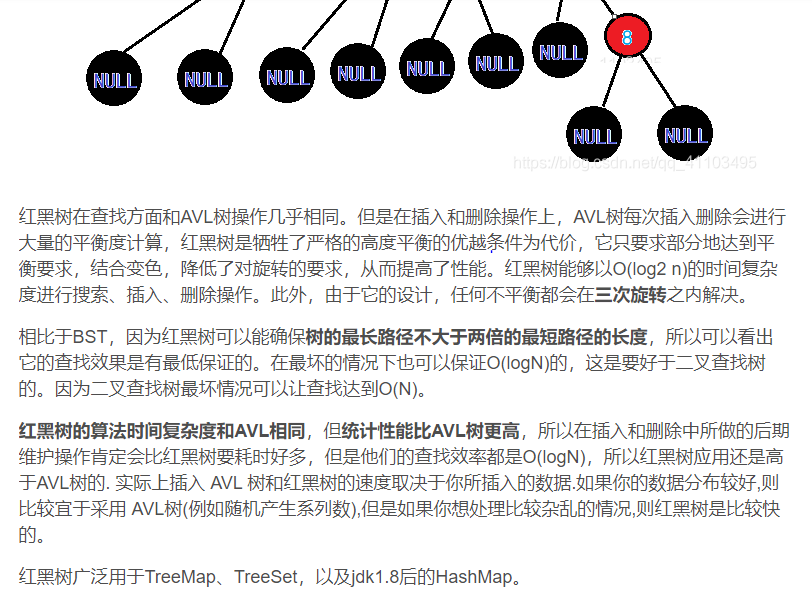 8
NULL
NULL
NULL
NULL
NULL
NULL
NULL
NULL
NULL
https://blog.csdn.net/qq_41103495
红黑树在查找方面和AVL树操作几乎相同。但是在插入和删除操作上，AVL树每次插入删除会进行
大量的平衡度计算，红黑树是牺牲了严格的高度平衡的优越条件为代价，它只要求部分地达到平
衡要求，结合变色，降低了对旋转的要求，从而提高了性能。红黑树能够以O(log2 n)的时间复杂
度进行搜索、插入、删除操作。此外，由于它的设计，任何不平衡都会在三次旋转之内解决。
相比于BST，因为红黑树可以能确保树的最长路径不大于两倍的最短路径的长度，所以可以看出
它的查找效果是有最低保证的。在最坏的情况下也可以保证O(logN)的，这是要好于二叉查找树
的。因为二叉查找树最坏情况可以让查找达到O(N)。
红黑树的算法时间复杂度和AVL相同，但统计性能比AVL树更高，所以在插入和删除中所做的后期
维护操作肯定会比红黑树要耗时好多，但是他们的查找效率都是O(logN)，所以红黑树应用还是高
于AVL树的. 实际上插入 AVL 树和红黑树的速度取决于你所插入的数据.如果你的数据分布较好,则
比较宜于采用 AVL树(例如随机产生系列数),但是如果你想处理比较杂乱的情况,则红黑树是比较快
的。
红黑树广泛用于TreeMap、TreeSet，以及jdk1.8后的HashMap。